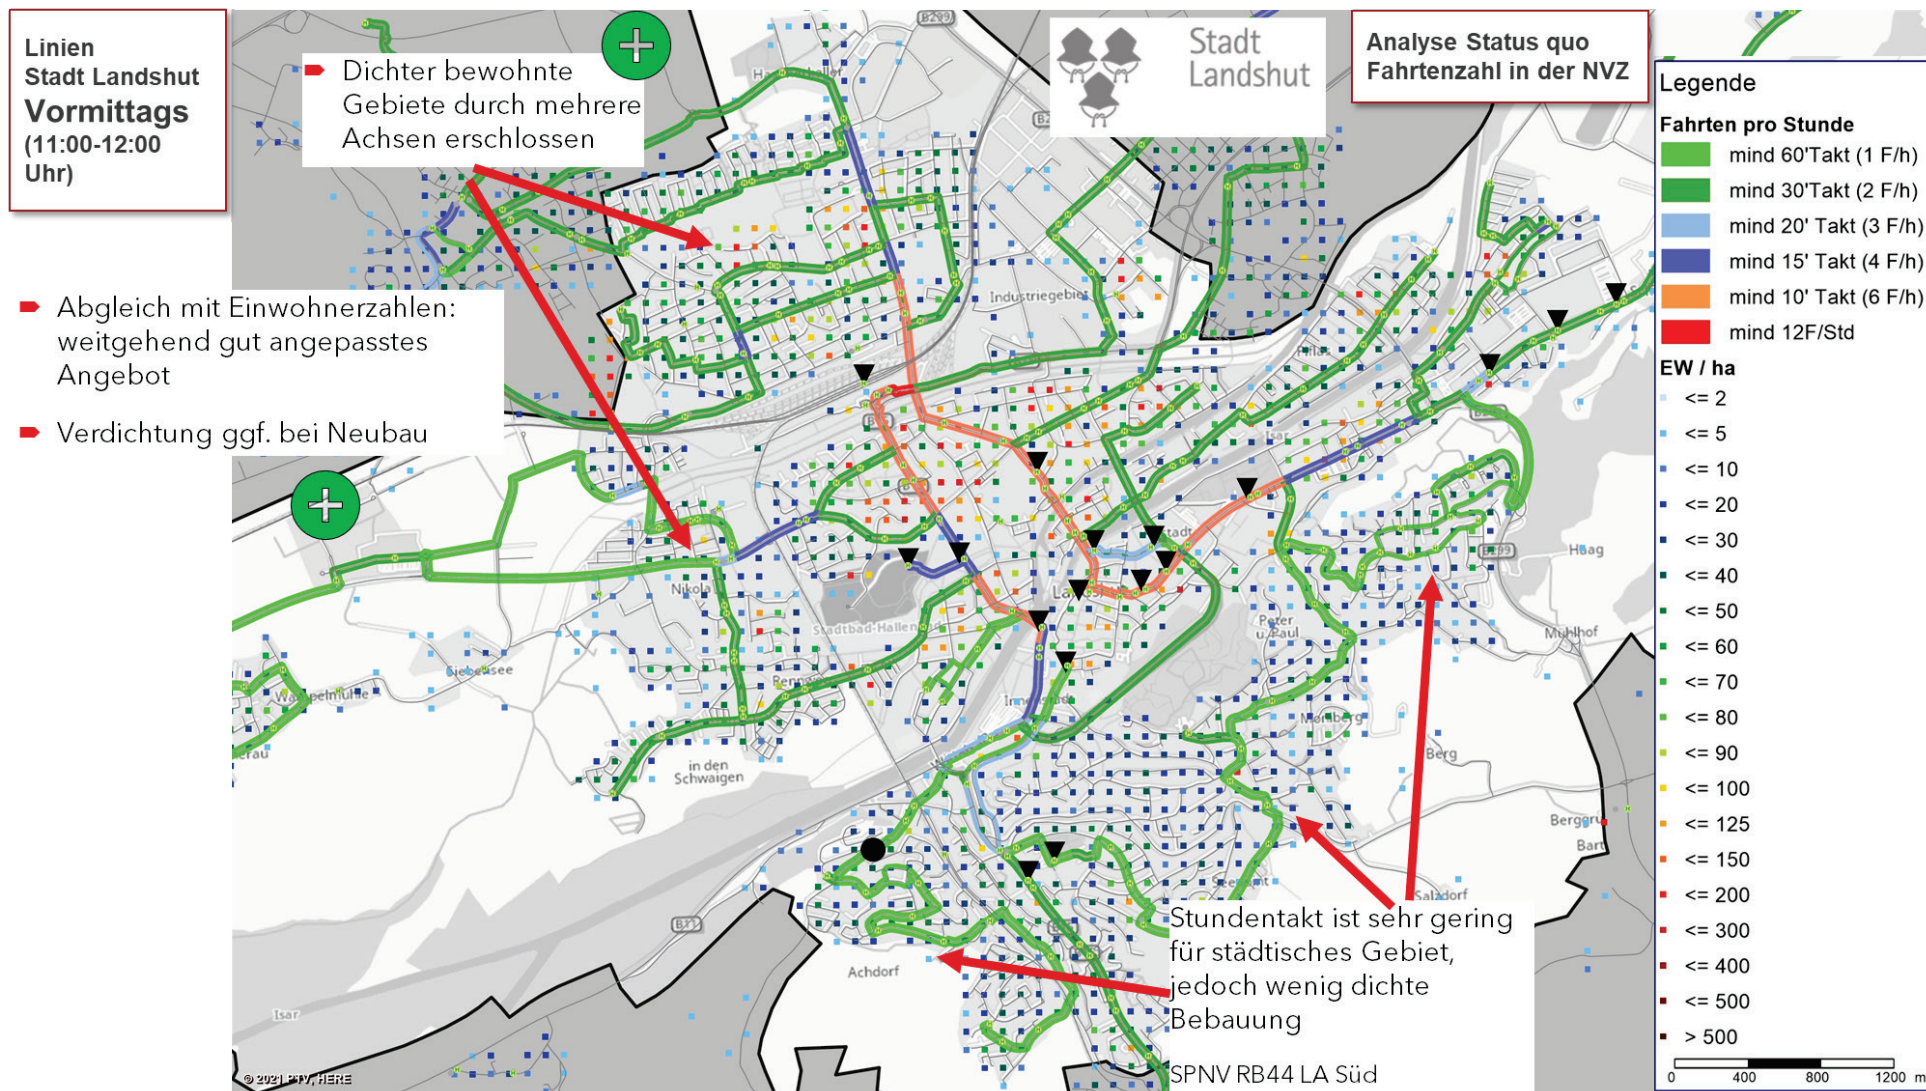 Linien
Stadt Landshut
Vormittags
(11:00-12:00
Uhr)
Dichter bewohnte
Gebiete durch mehrere
Achsen erschlossen
Abgleich mit Einwohnerzahlen:
weitgehend gut angepasstes
Angebot
Verdichtung ggf. bei Neubau
Stadt
Landshut
Analyse Status quo
Fahrtenzahl in der NVZ
Legende
Fahrten pro Stunde
mind 60'Takt (1 F/h)
mind 30'Takt (2 F/h)
mind 20' Takt (3 F/h)
mind 15' Takt (4 F/h)
mind 10' Takt (6 F/h)
mind 12F/Std
EW / ha
<= 2
<= 5
<= 10
<= 20
<= 30
<= 40
<= 50
<= 60
<= 70
<= 80
<= 90
<= 100
<= 125
<= 150
<= 200
<= 300
<= 400
<= 500
> 500
0 400 800 1200 m
B299
Industriegebiet
Isar
B299
Haag
Nikola
Stadtbad-Hallenbad
Peter
u. Paul
Mühlhof
Siebensee
in den
Schwaigen
Berg
Salzdorf
B11
Achdorf
Isar
Stundentakt ist sehr gering
für städtisches Gebiet,
jedoch wenig dichte
Bebauung
SPNV RB44 LA Süd
© 2021 PTV, HERE